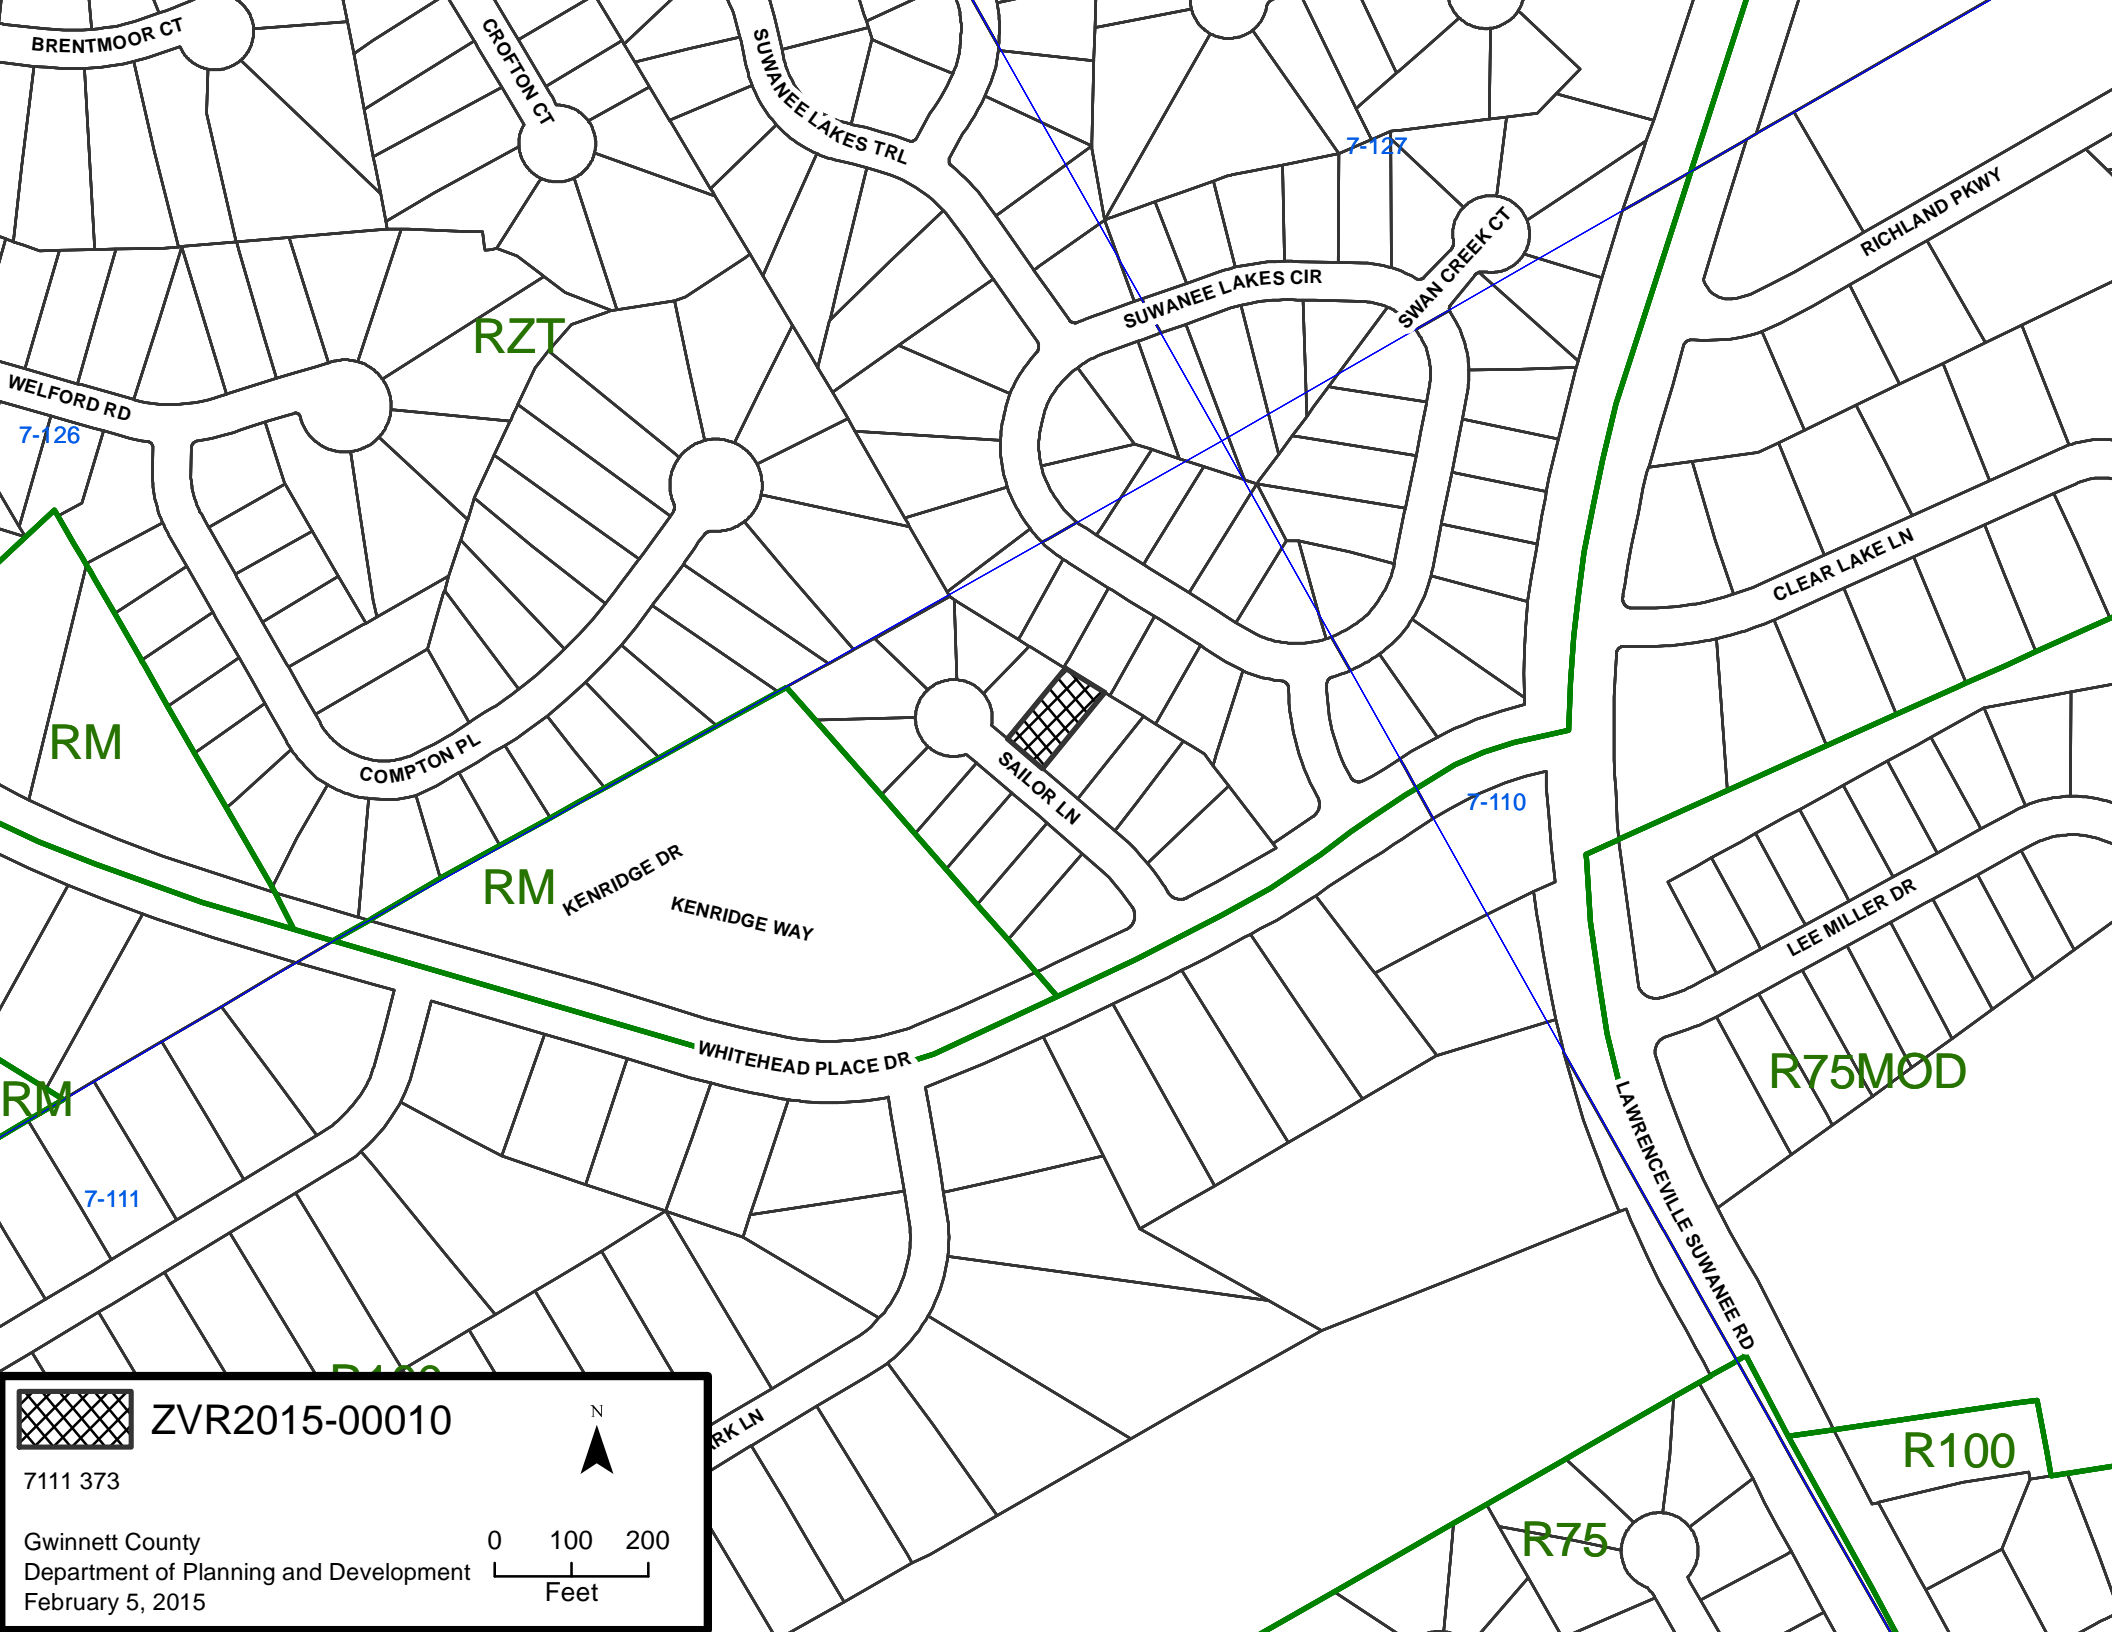 BRENTMOOR CT
CROFTON CT
SUWANEE LAKES TRL
7-127
RICHLAND PKWY
SWAN CREEK CT
SUWANEE LAKES CIR
RZT
WELFORD RD
7-126
CLEAR LAKE LN
RM
COMPTON PL
SAILOR LN
7-110
RM
KENRIDGE DR
KENRIDGE WAY
LEE MILLER DR
WHITEHEAD PLACE DR
R75MOD
RM
7-111
LAWRENCEVILLE SUWANEE RD
RK LN
R100
R75
ZVR2015-00010
N
7111 373
Gwinnett County
Department of Planning and Development
February 5, 2015
0 100 200
Feet